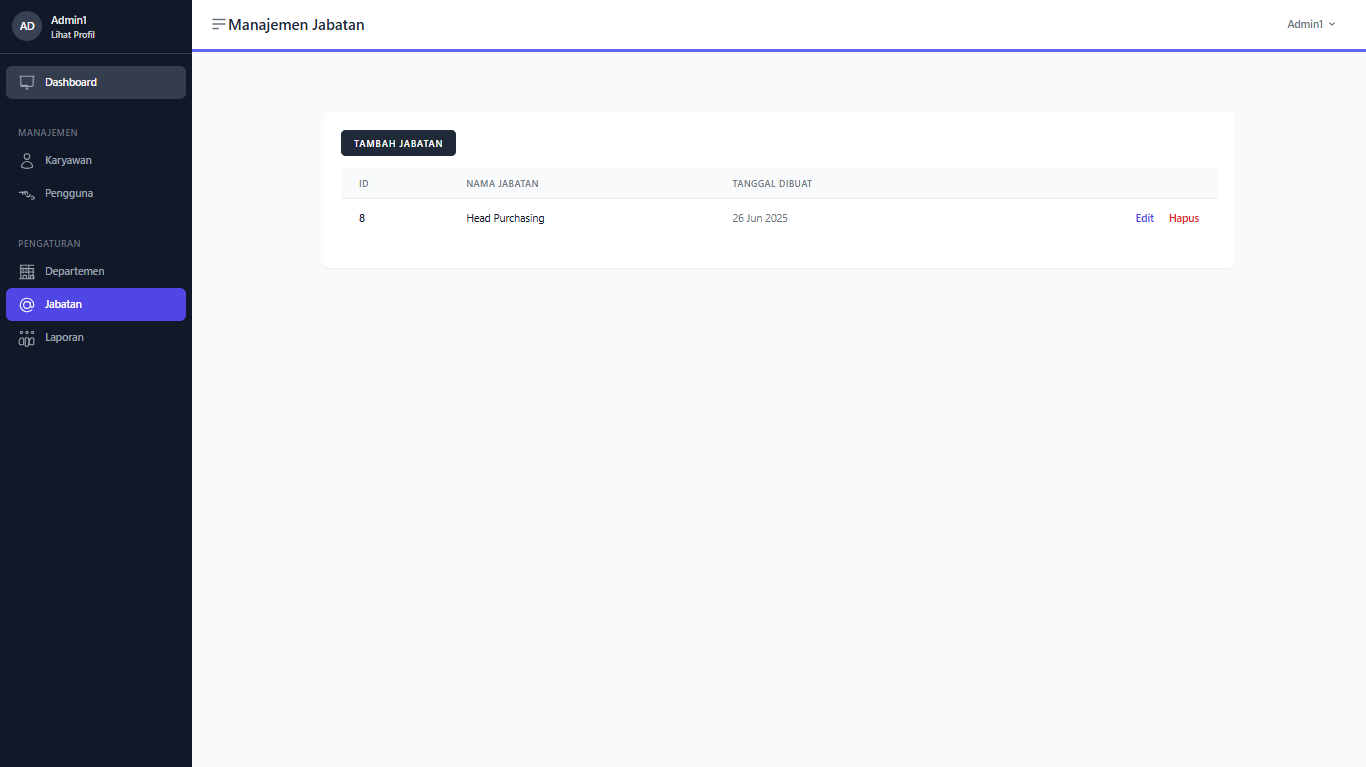 AD
Admin1
Lihat Profil
Dashboard
MANAJEMEN
Karyawan
Pengguna
PENGATURAN
Departemen
Jabatan
Laporan
Manajemen Jabatan
Admin1
TAMBAH JABATAN
ID NAMA JABATAN TANGGAL DIBUAT
8 Head Purchasing 26 Jun 2025 Edit Hapus